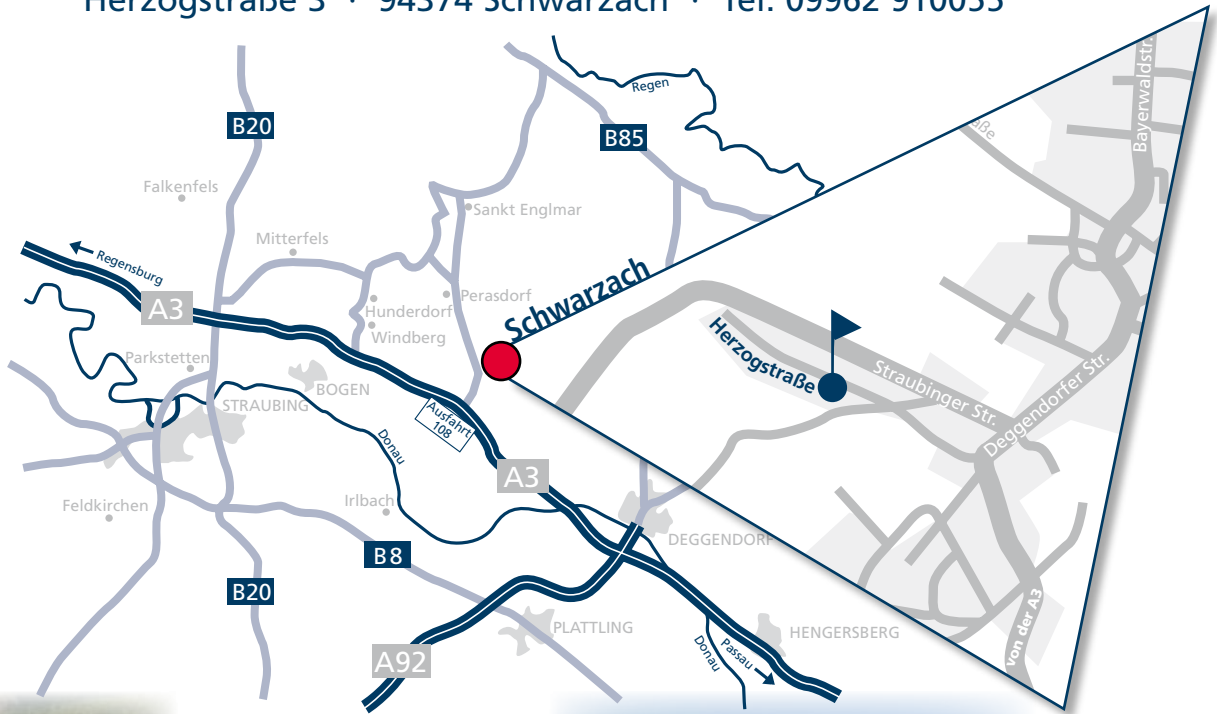 Herzogstraße 3 · 94374 Schwarzach · Tel. 09962 910055
Regen
B20
B85
Bayerwaldstr.
aße
Falkenfels
Sankt Englmar
Mitterfels
Regensburg
Schwarzach
A3
Perasdorf
Hunderdorf
Windberg
Herzogstraße
Parkstetten
Straubinger Str.
Deggendorfer Str.
BOGEN
STRAUBING
Ausfahrt
108
Donau
A3
Irlbach
Feldkirchen
DEGGENDORF
B8
B20
von der A3
PLATTLING
HENGERSBERG
Donau
Passau
A92